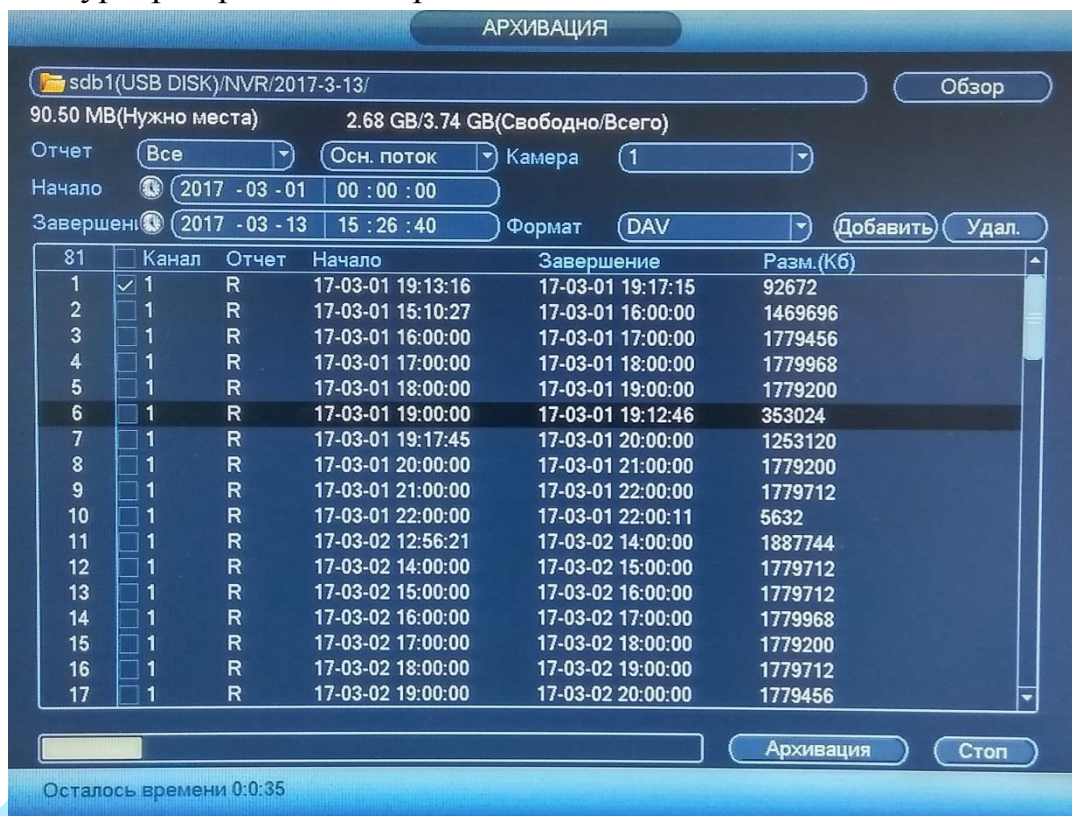 АРХИВАЦИЯ
sdb1(USB DISK)/NVR/2017-3-13/ Обзор
90.50 MB(Нужно места) 2.68 GB/3.74 GB(Свободно/Всего)
Отчет Все Осн. поток Камера 1
Начало 2017 - 03 - 01 00 : 00 : 00
Завершени 2017 - 03 - 13 15 : 26 : 40 Формат DAV Добавить Удал.
81 Канал Отчет Начало Завершение Разм.(Кб)
1 1 R 17-03-01 19:13:16 17-03-01 19:17:15 92672
2 1 R 17-03-01 15:10:27 17-03-01 16:00:00 1469696
3 1 R 17-03-01 16:00:00 17-03-01 17:00:00 1779456
4 1 R 17-03-01 17:00:00 17-03-01 18:00:00 1779968
5 1 R 17-03-01 18:00:00 17-03-01 19:00:00 1779200
6 1 R 17-03-01 19:00:00 17-03-01 19:12:46 353024
7 1 R 17-03-01 19:17:45 17-03-01 20:00:00 1253120
8 1 R 17-03-01 20:00:00 17-03-01 21:00:00 1779200
9 1 R 17-03-01 21:00:00 17-03-01 22:00:00 1779712
10 1 R 17-03-01 22:00:00 17-03-01 22:00:11 5632
11 1 R 17-03-02 12:56:21 17-03-02 14:00:00 1887744
12 1 R 17-03-02 14:00:00 17-03-02 15:00:00 1779712
13 1 R 17-03-02 15:00:00 17-03-02 16:00:00 1779712
14 1 R 17-03-02 16:00:00 17-03-02 17:00:00 1779968
15 1 R 17-03-02 17:00:00 17-03-02 18:00:00 1779200
16 1 R 17-03-02 18:00:00 17-03-02 19:00:00 1779712
17 1 R 17-03-02 19:00:00 17-03-02 20:00:00 1779456
Архивация Стоп
Осталось времени 0:0:35